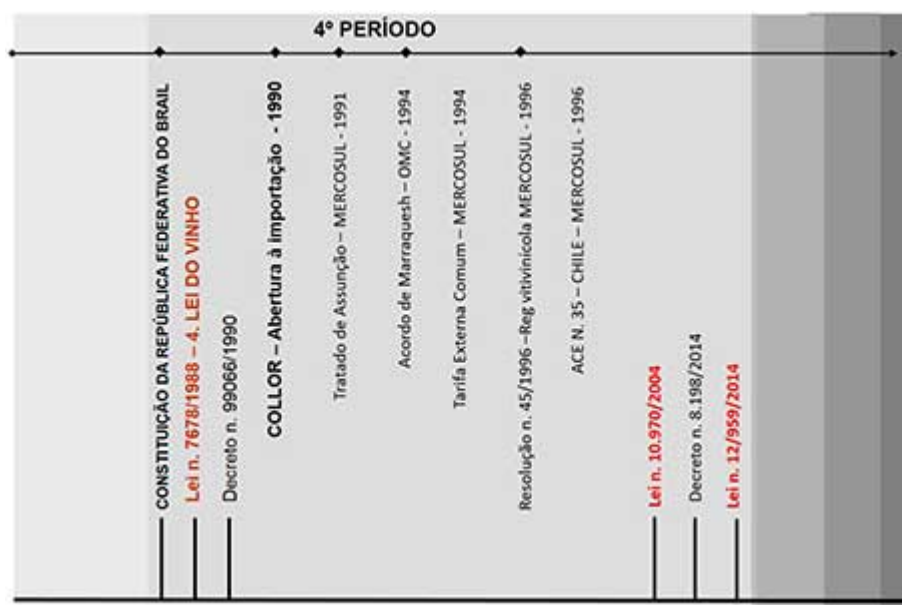 4º PERÍODO
CONSTITUIÇÃO DA REPÚBLICA FEDERATIVA DO BRAIL
Lei n. 7678/1988 – 4. LEI DO VINHO
Decreto n. 99066/1990
COLLOR – Abertura à importação - 1990
Tratado de Assunção – MERCOSUL - 1991
Acordo de Marraquesh – OMC - 1994
Tarifa Externa Comum – MERCOSUL - 1994
Resolução n. 45/1996 –Reg vitivinícola MERCOSUL - 1996
ACE N. 35 – CHILE – MERCOSUL - 1996
Lei n. 10.970/2004
Decreto n. 8.198/2014
Lei n. 12/959/2014